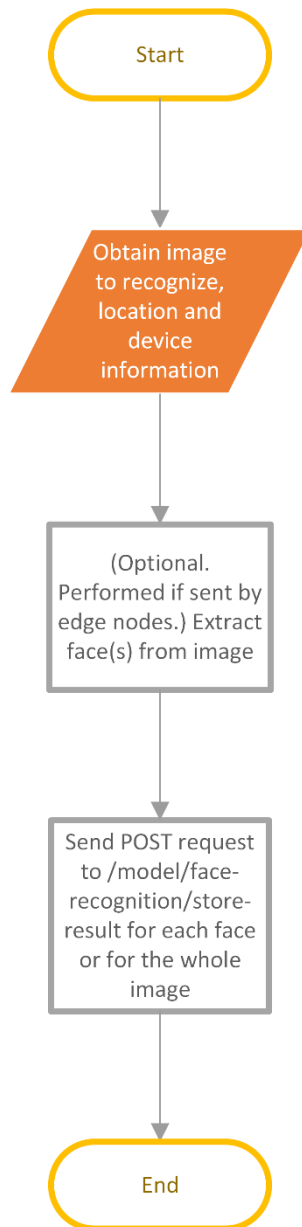 Start
Obtain image
to recognize,
location and
device
information
(Optional.
Performed if sent by
edge nodes.) Extract
face(s) from image
Send POST request
to /model/face-
recognition/store-
result for each face
or for the whole
image
End